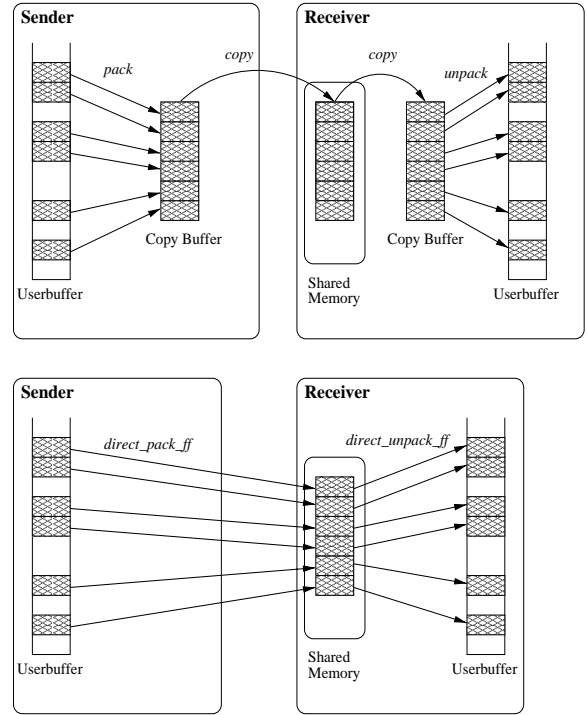 Sender
Receiver
pack
copy
copy
unpack
Copy Buffer
Copy Buffer
Userbuffer
Shared
Memory
Userbuffer
Sender
Receiver
direct_pack_ff
direct_unpack_ff
Userbuffer
Shared
Memory
Userbuffer